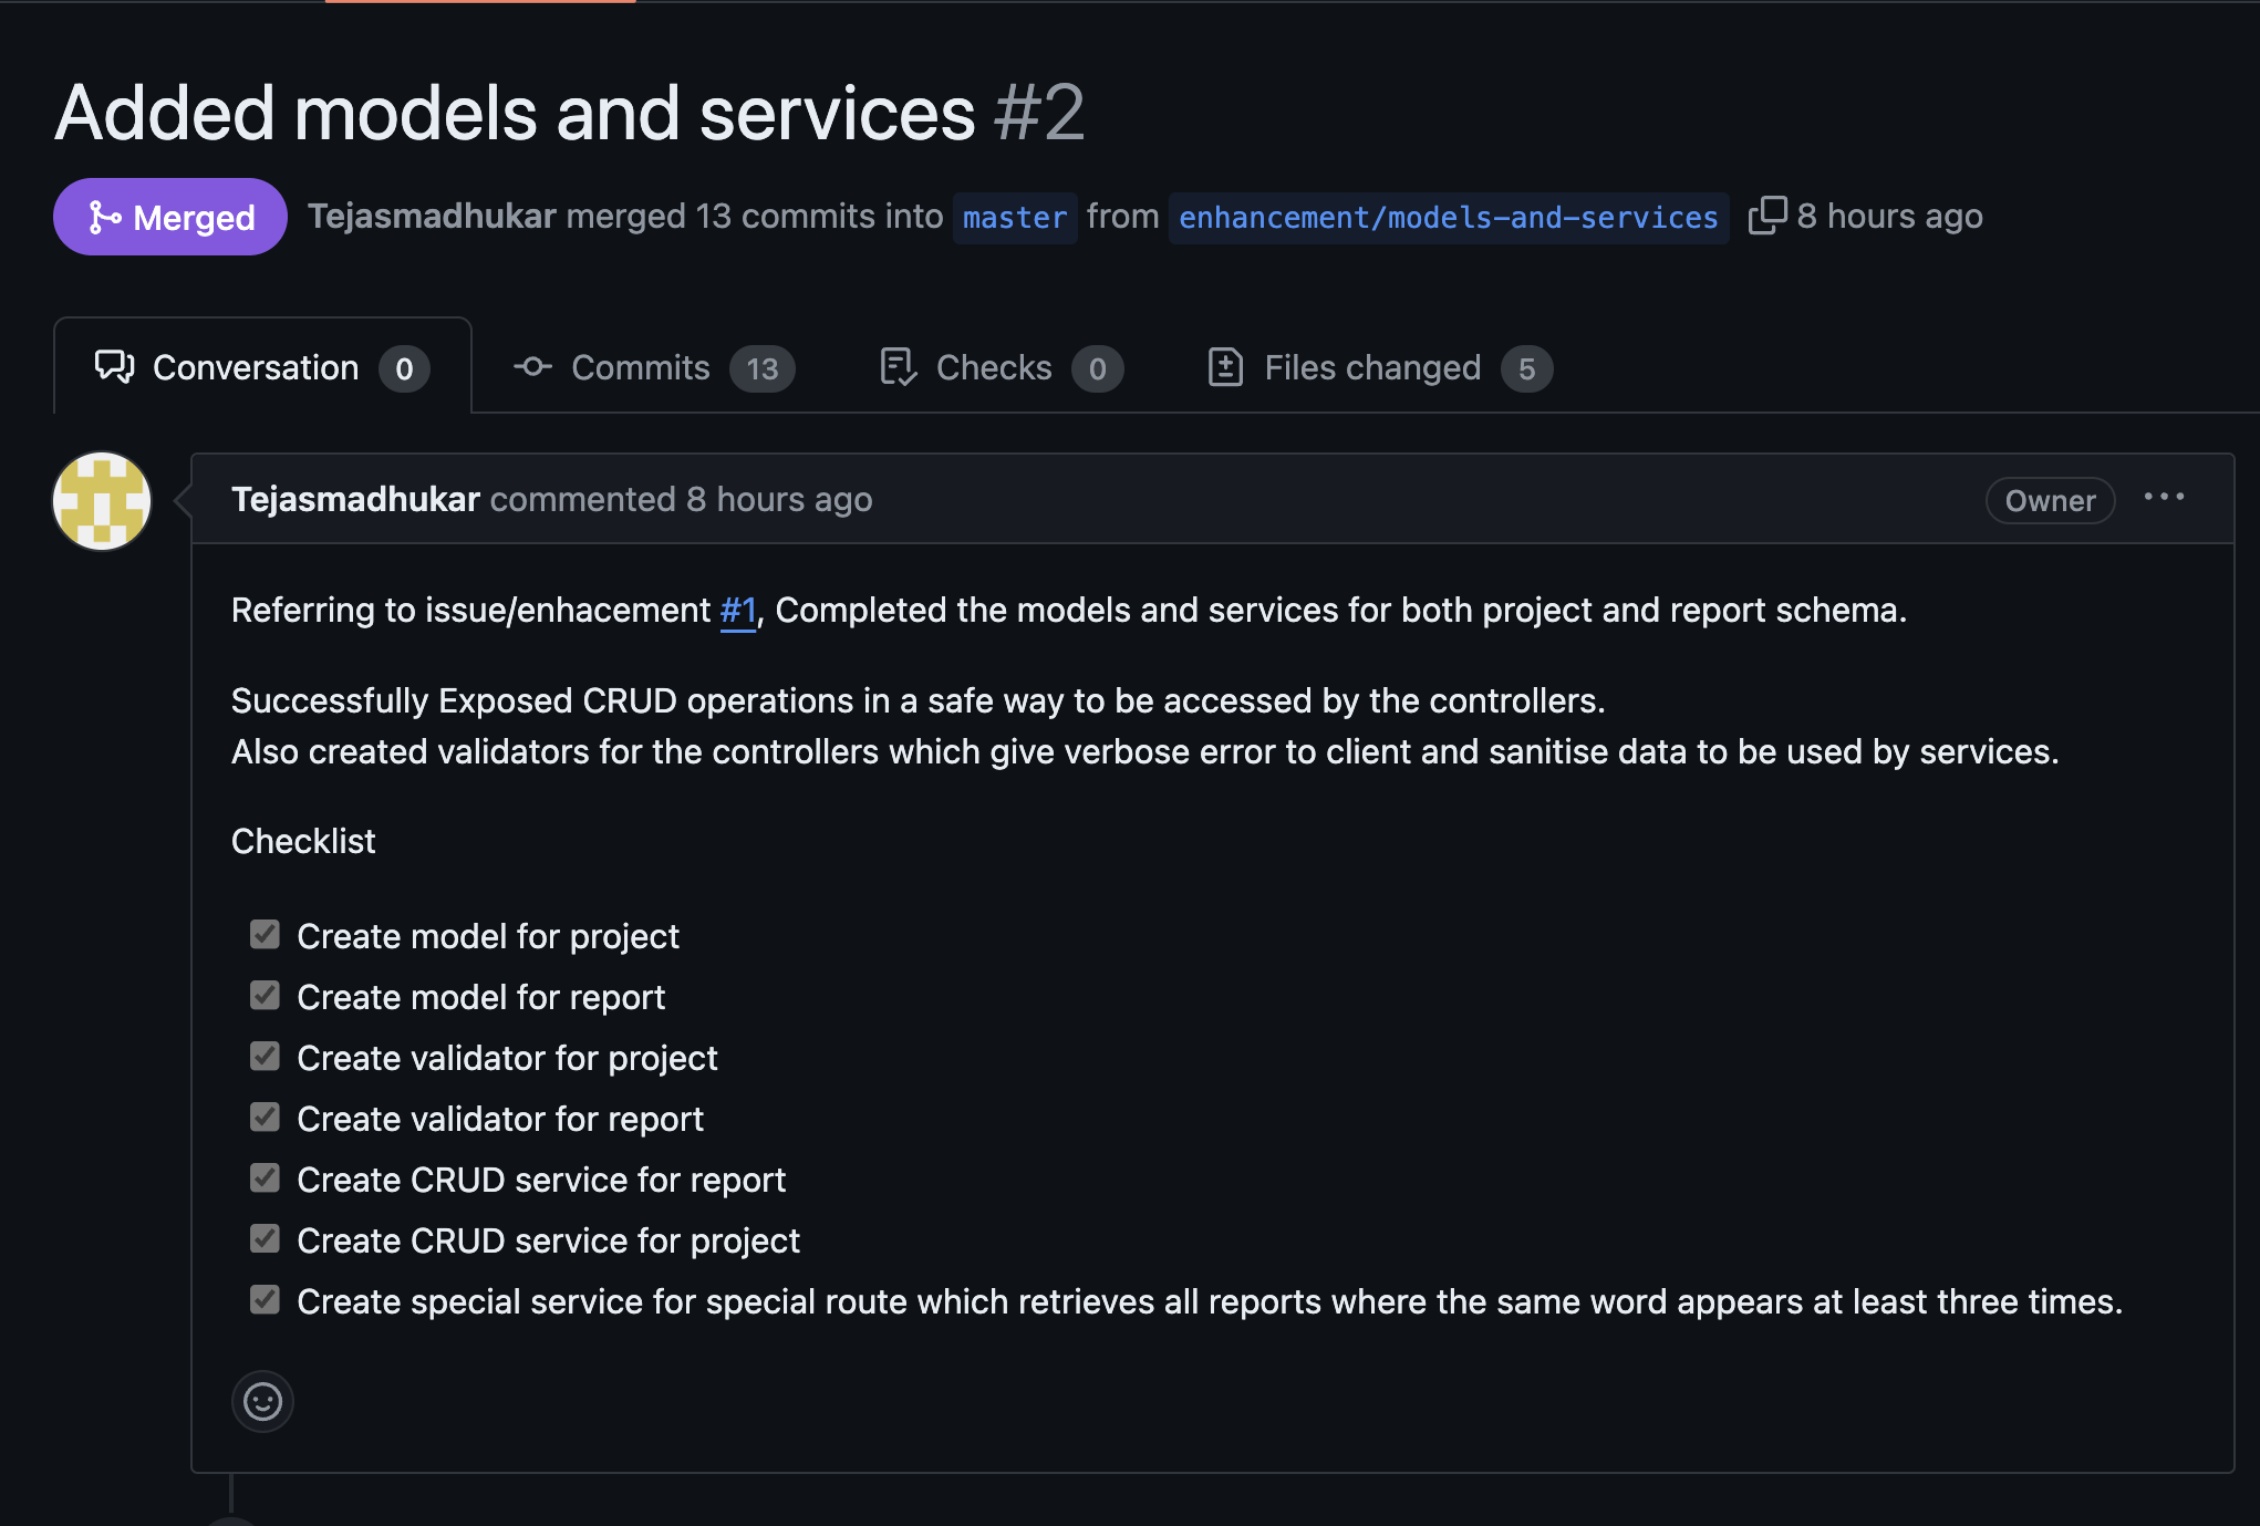 Added models and services #2
Merged Tejasmadhukar merged 13 commits into master from enhancement/models-and-services 8 hours ago
Conversation 0 Commits 13 Checks 0 Files changed 5
Tejasmadhukar commented 8 hours ago Owner
Referring to issue/enhacement #1, Completed the models and services for both project and report schema.
Successfully Exposed CRUD operations in a safe way to be accessed by the controllers.
Also created validators for the controllers which give verbose error to client and sanitise data to be used by services.
Checklist
Create model for project
Create model for report
Create validator for project
Create validator for report
Create CRUD service for report
Create CRUD service for project
Create special service for special route which retrieves all reports where the same word appears at least three times.